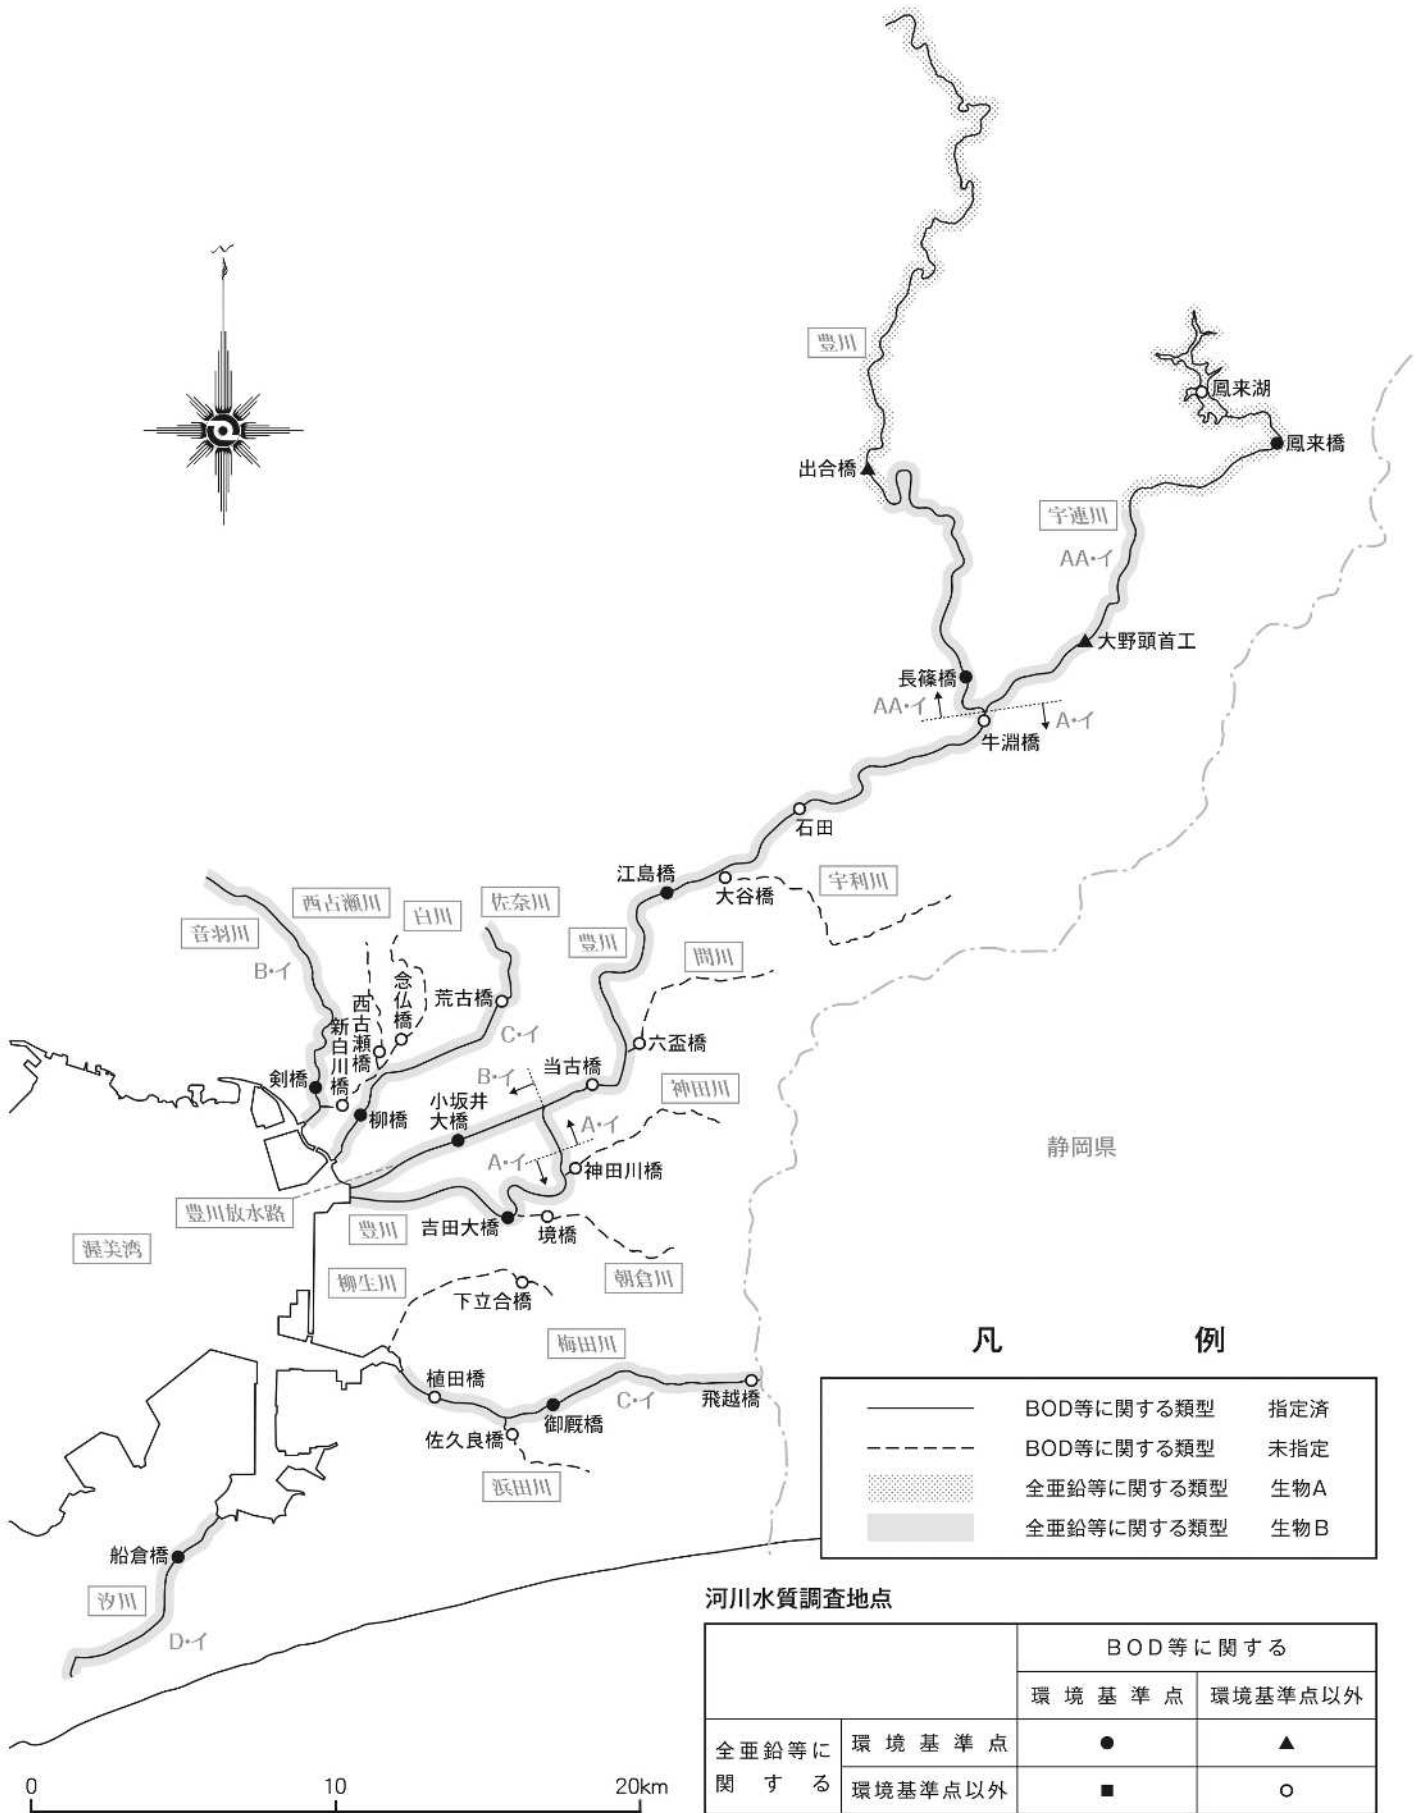 豊川
鳳来湖
鳳来橋
出合橋
宇連川
AA・イ
大野頭首工
長篠橋
AA・イ
A・イ
牛淵橋
石田
江島橋
大谷橋
宇利川
西古瀬川
白川
佐奈川
音羽川
B・イ
豊川
間川
念仏橋
西古瀬橋
新白川橋
荒古橋
C・イ
六盃橋
剣橋
柳橋
当古橋
B・イ
小坂井
大橋
神田川
A・イ
A・イ
神田川橋
静岡県
豊川放水路
豊川
吉田大橋
境橋
渥美湾
朝倉川
柳生川
下立合橋
梅田川
植田橋
御厩橋
C・イ
飛越橋
佐久良橋
浜田川
船倉橋
汐川
D・イ
凡例
BOD等に関する類型 指定済
BOD等に関する類型 未指定
全亜鉛等に関する類型 生物A
全亜鉛等に関する類型 生物B
河川水質調査地点
BOD等に関する
環境基準点 環境基準点以外
全亜鉛等に
関する
環境基準点 ● ▲
環境基準点以外 ■ ○
0 10 20km